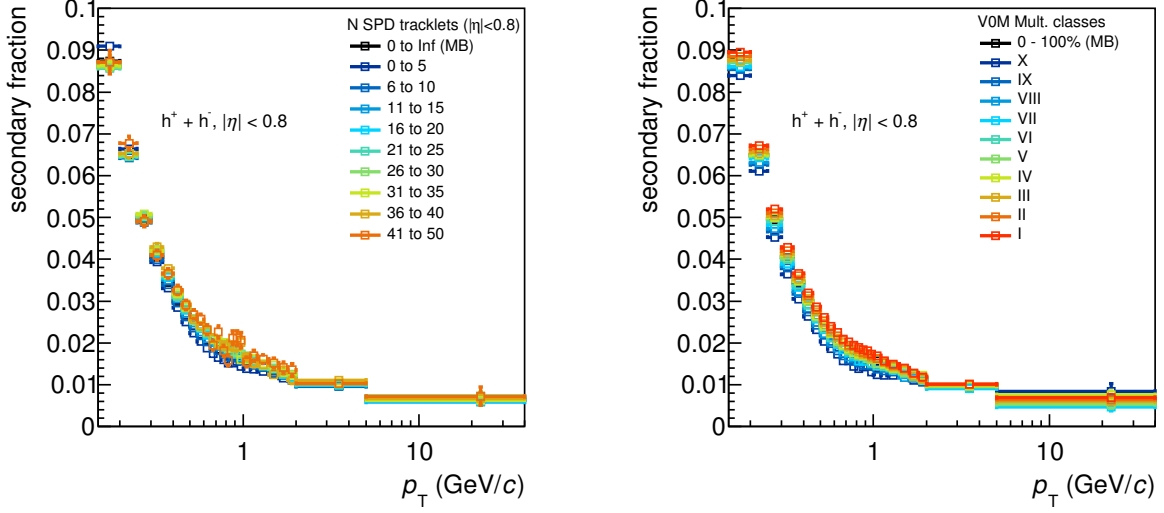 N SPD tracklets (|η|<0.8)
0 to Inf (MB)
0 to 5
6 to 10
11 to 15
16 to 20
21 to 25
26 to 30
31 to 35
36 to 40
41 to 50
h⁺ + h⁻, |η| < 0.8
secondary fraction
0.1
0.09
0.08
0.07
0.06
0.05
0.04
0.03
0.02
0.01
0
1
10
p_T (GeV/c)
V0M Mult. classes
0 - 100% (MB)
X
IX
VIII
VII
VI
V
IV
III
II
I
h⁺ + h⁻, |η| < 0.8
secondary fraction
0.1
0.09
0.08
0.07
0.06
0.05
0.04
0.03
0.02
0.01
0
1
10
p_T (GeV/c)